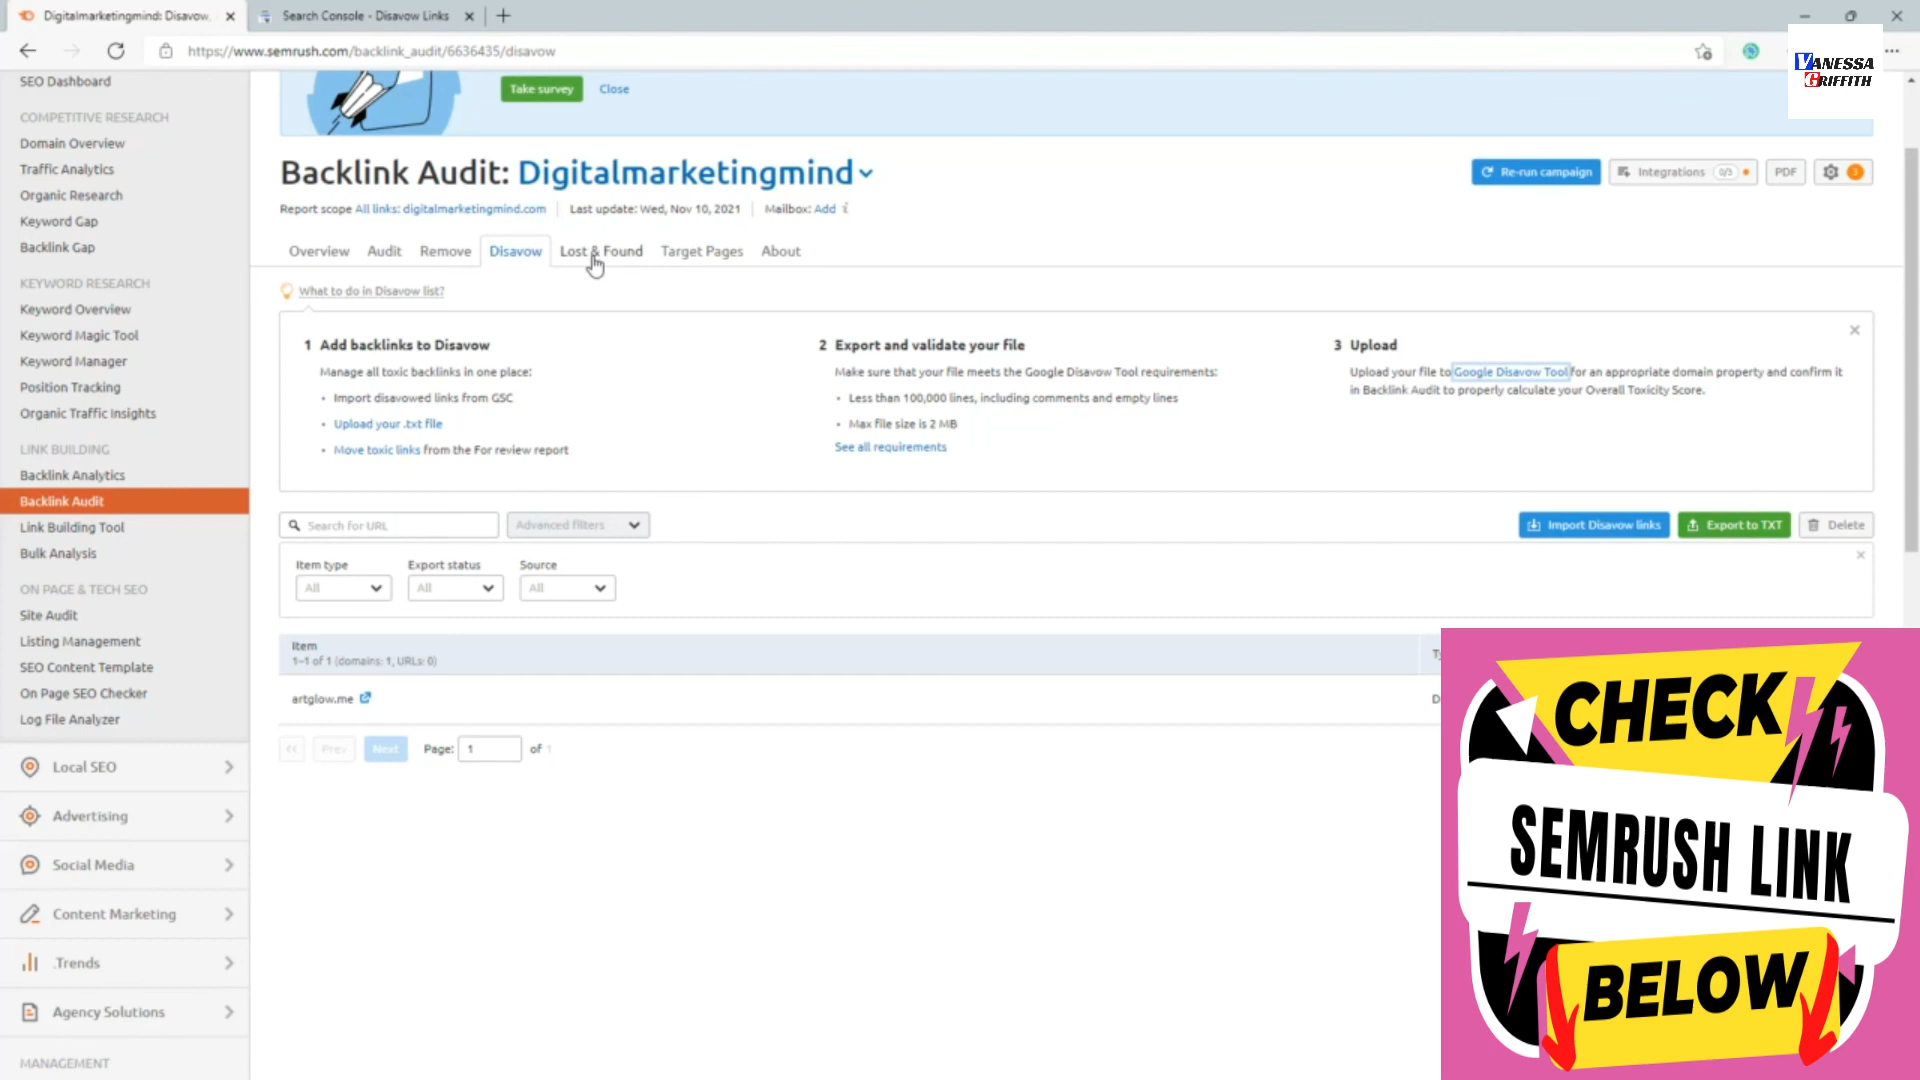 Digitalmarketingmind: Disavow,
Search Console - Disavow Links
https://www.semrush.com/backlink_audit/6636435/disavow
VANESSA
GRIFFITH
SEO Dashboard
COMPETITIVE RESEARCH
Domain Overview
Traffic Analytics
Organic Research
Keyword Gap
Backlink Gap
KEYWORD RESEARCH
Keyword Overview
Keyword Magic Tool
Keyword Manager
Position Tracking
Organic Traffic Insights
LINK BUILDING
Backlink Analytics
Backlink Audit
Link Building Tool
Bulk Analysis
ON PAGE & TECH SEO
Site Audit
Listing Management
SEO Content Template
On Page SEO Checker
Log File Analyzer
Local SEO
Advertising
Social Media
Content Marketing
.Trends
Agency Solutions
MANAGEMENT
Take survey Close
Backlink Audit: Digitalmarketingmind
Re-run campaign Integrations 0/3 PDF
Report scope All links: digitalmarketingmind.com Last update: Wed, Nov 10, 2021 Mailbox: Add i
Overview Audit Remove Disavow Lost & Found Target Pages About
What to do in Disavow list?
1 Add backlinks to Disavow
Manage all toxic backlinks in one place:
• Import disavowed links from GSC
• Upload your .txt file
• Move toxic links from the For review report
2 Export and validate your file
Make sure that your file meets the Google Disavow Tool requirements:
• Less than 100,000 lines, including comments and empty lines
• Max file size is 2 MB
See all requirements
3 Upload
Upload your file to Google Disavow Tool for an appropriate domain property and confirm it
in Backlink Audit to properly calculate your Overall Toxicity Score.
Search for URL Advanced filters Import Disavow links Export to TXT Delete
Item type Export status Source
All All All
Item
1–1 of 1 (domains: 1, URLs: 0)
artglow.me
Prev Next Page: 1 of 1
CHECK
SEMRUSH LINK
BELOW